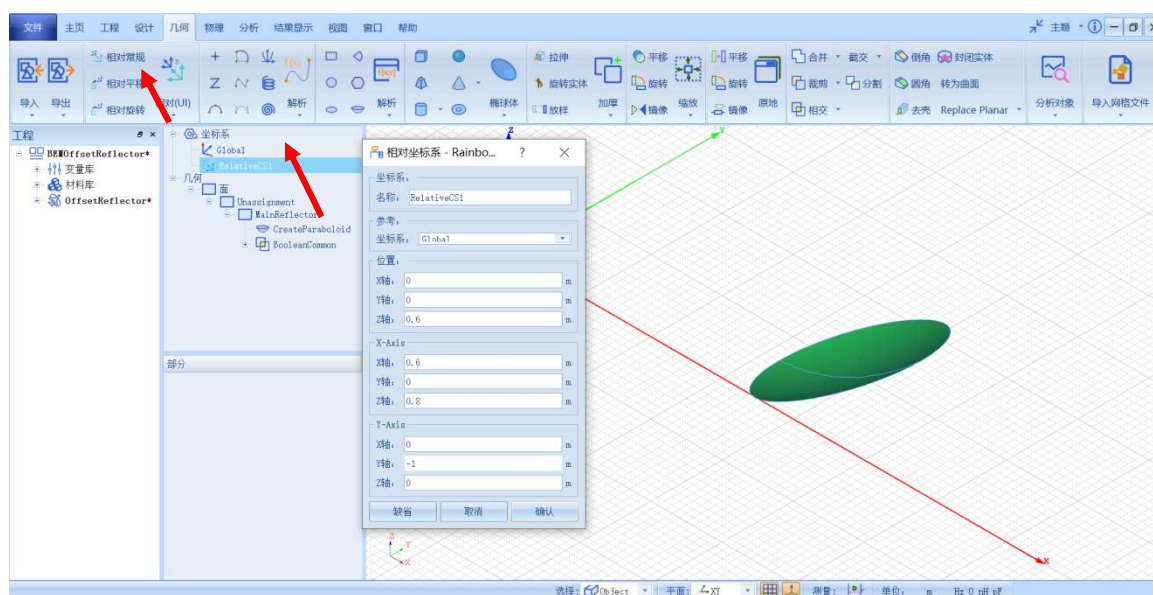 文件 主页 工程 设计 几何 物理 分析 结果显示 视图 窗口 帮助 主题
相对常规 拉伸 平移 平移 合并 截交 倒角 封闭实体
相对平移 旋转实体 旋转 旋转 裁剪 分割 圆角 转为曲面
导入 导出 相对旋转 对(UI) 解析 解析 椭球体 放样 加厚 镜像 缩放 镜像 原地 相交 去壳 Replace Planar 分析对象 导入网格文件
工程
BEMOffsetReflector*
变量库
材料库
OffsetReflector*
坐标系
Global
RelativeCS1
几何
面
Unassignment
MainReflector
CreateParaboloid
BooleanCommon
部分
相对坐标系 - Rainbo... ?
坐标系:
名称: RelativeCS1
参考:
坐标系: Global
位置:
X轴: 0 m
Y轴: 0 m
Z轴: 0.6 m
X-Axis
X轴: 0.6 m
Y轴: 0 m
Z轴: 0.8 m
Y-Axis
X轴: 0 m
Y轴: -1 m
Z轴: 0 m
缺省 取消 确认
Z
Y
X
Z
Y
X
选择: Object 平面: XY 测量: 单位: m Hz O nH pF